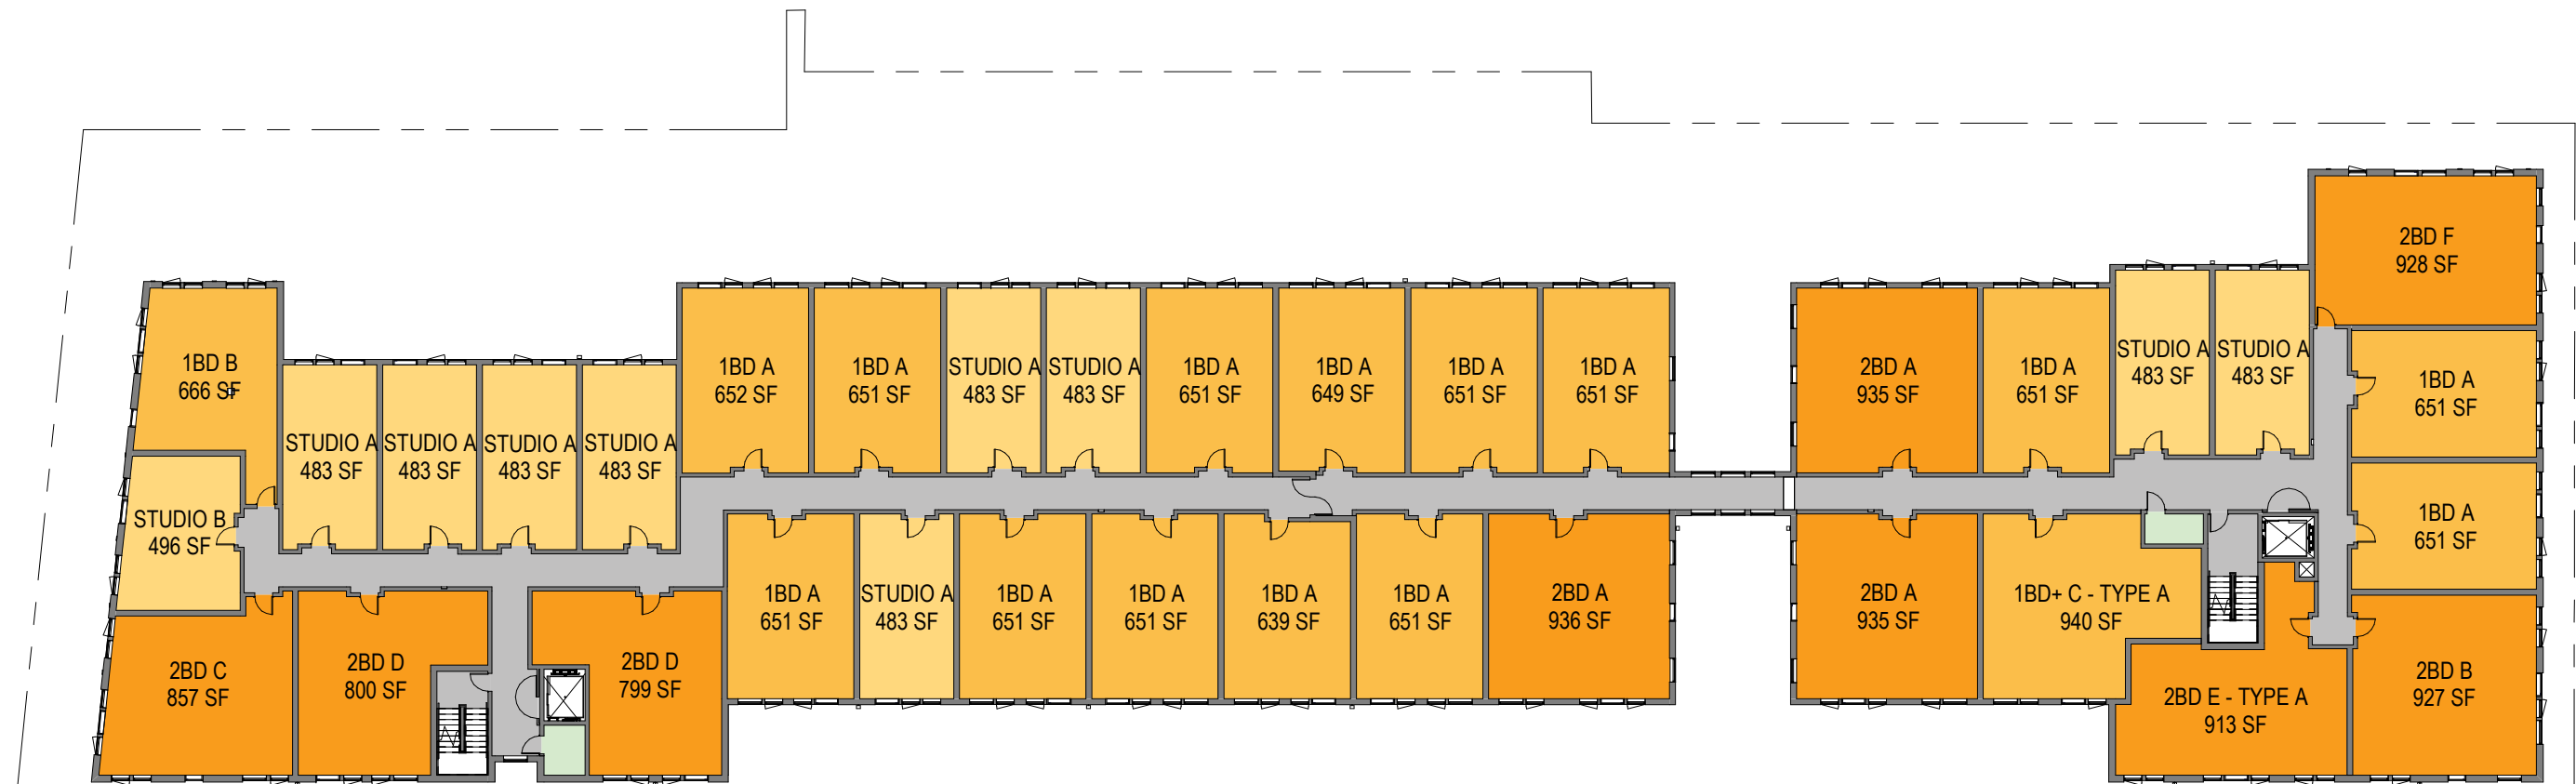 2BD F
928 SF
1BD B
666 SF
1BD A
652 SF
1BD A
651 SF
STUDIO A
483 SF
STUDIO A
483 SF
1BD A
651 SF
1BD A
649 SF
1BD A
651 SF
1BD A
651 SF
2BD A
935 SF
1BD A
651 SF
STUDIO A
483 SF
STUDIO A
483 SF
1BD A
651 SF
STUDIO A
483 SF
STUDIO A
483 SF
STUDIO A
483 SF
STUDIO A
483 SF
STUDIO B
496 SF
1BD A
651 SF
1BD A
651 SF
STUDIO A
483 SF
1BD A
651 SF
1BD A
651 SF
1BD A
639 SF
1BD A
651 SF
2BD A
936 SF
2BD A
935 SF
1BD+ C - TYPE A
940 SF
2BD C
857 SF
2BD D
800 SF
2BD D
799 SF
2BD E - TYPE A
913 SF
2BD B
927 SF